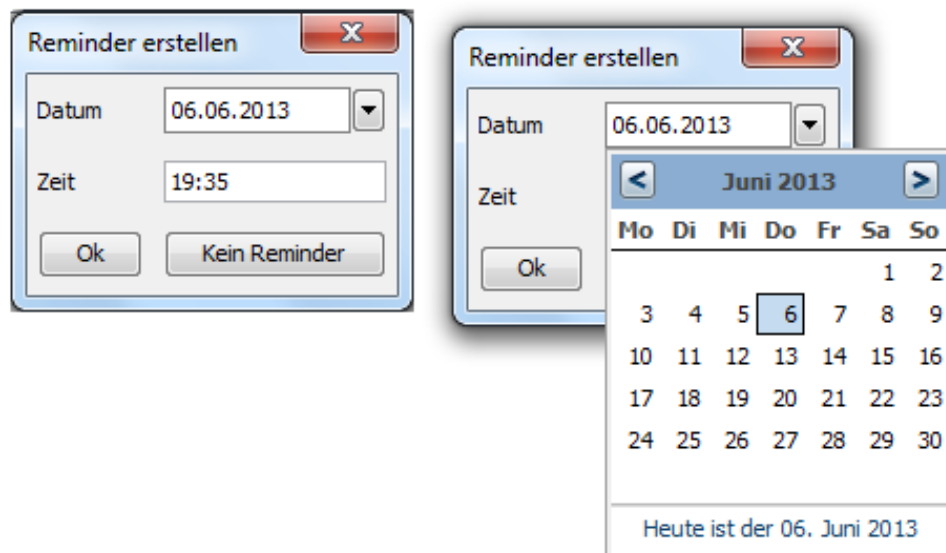 Reminder erstellen
Datum 06.06.2013
Zeit 19:35
Ok Kein Reminder
Reminder erstellen
Datum 06.06.2013
Zeit
Ok
< Juni 2013 >
Mo Di Mi Do Fr Sa So
1 2
3 4 5 6 7 8 9
10 11 12 13 14 15 16
17 18 19 20 21 22 23
24 25 26 27 28 29 30
Heute ist der 06. Juni 2013